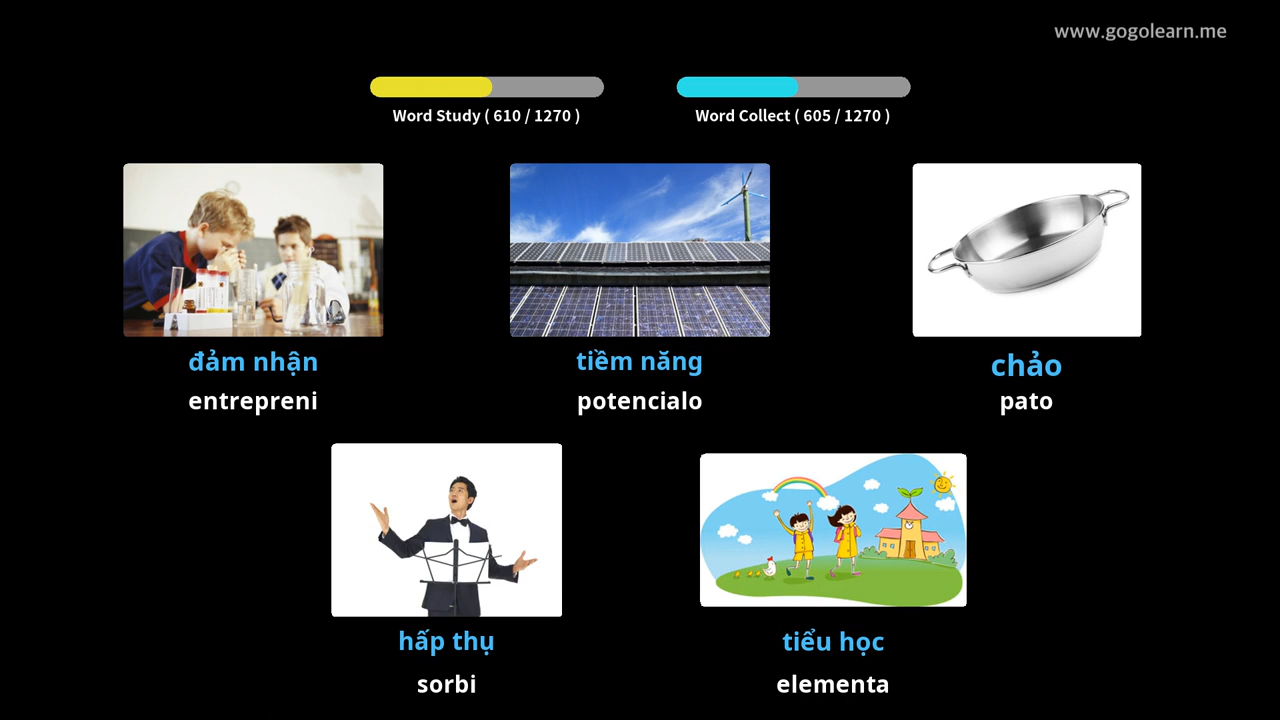 www.gogolearn.me
Word Study ( 610 / 1270 )
Word Collect ( 605 / 1270 )
đảm nhận
entrepreni
tiềm năng
potencialo
chảo
pato
hấp thụ
sorbi
tiểu học
elementa